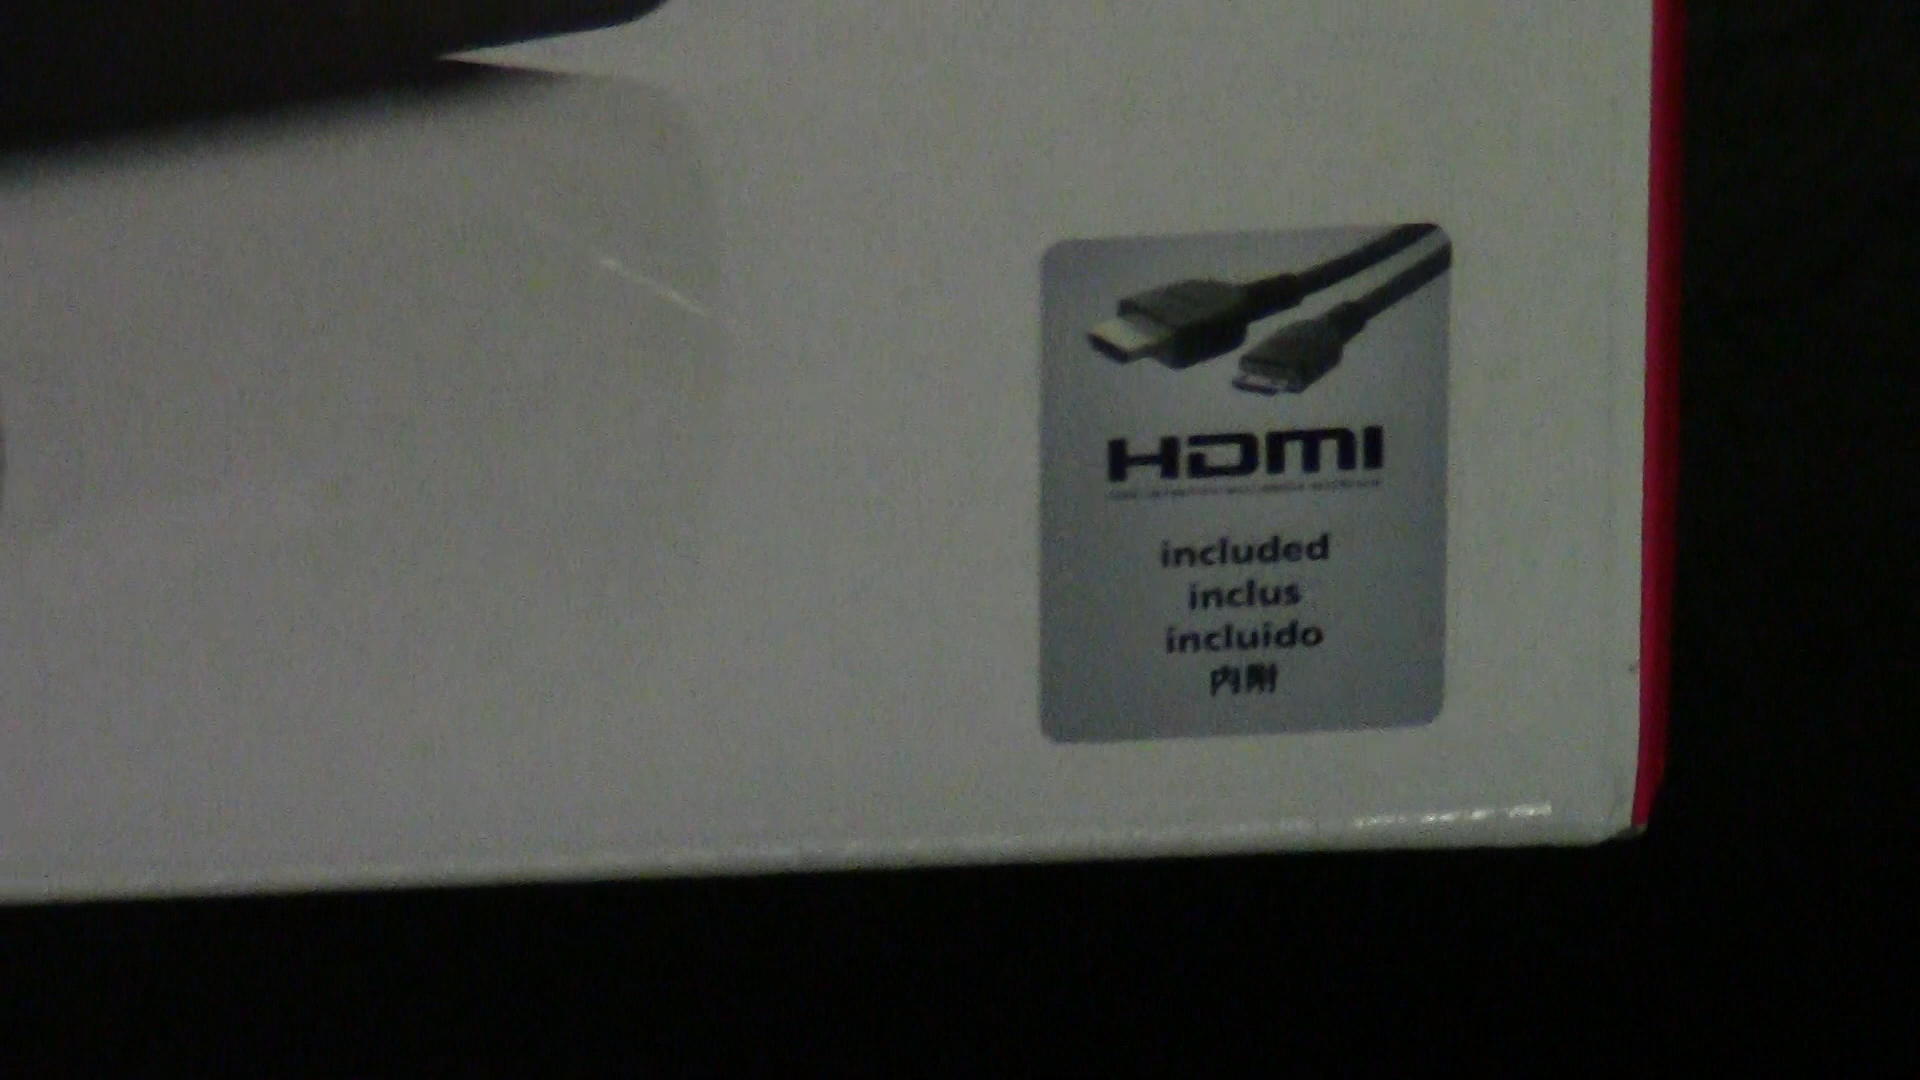 HDMI
included
inclus
incluido
内附